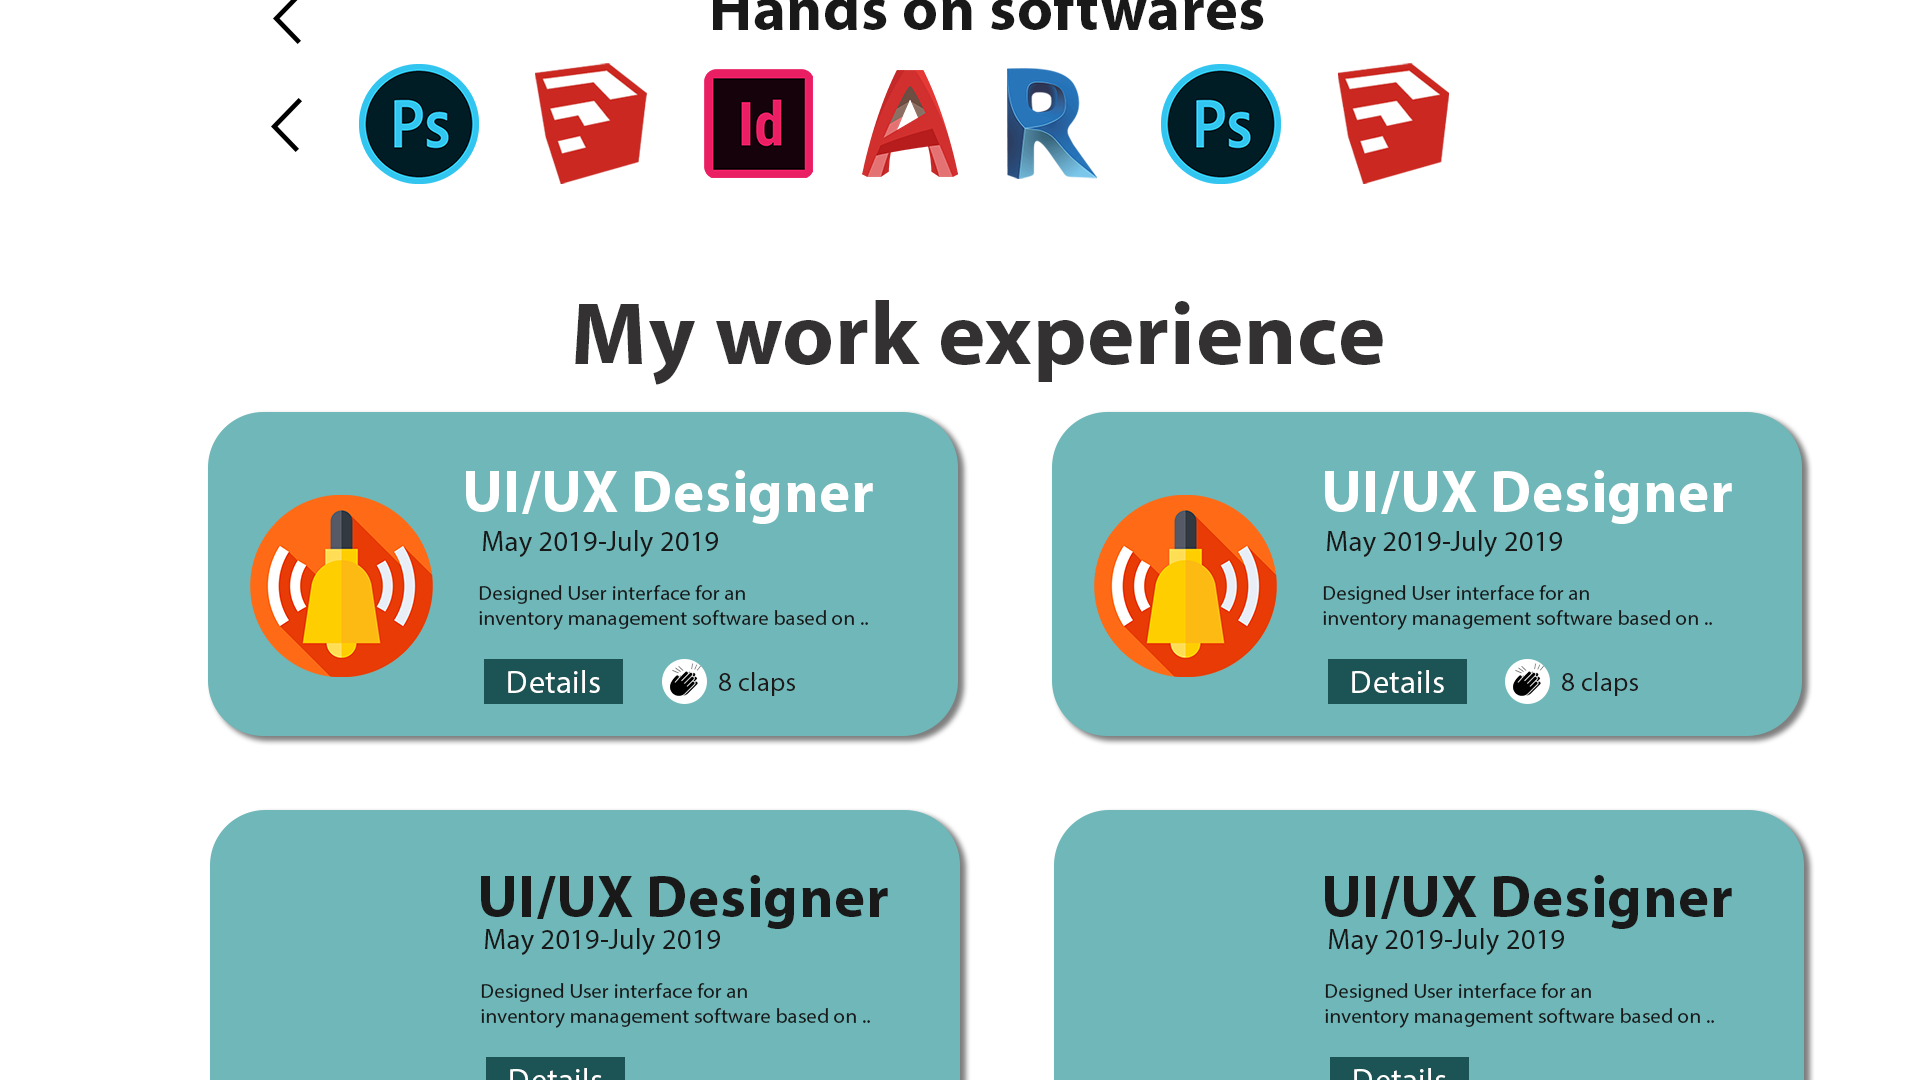 Hands on softwares
Ps Id A R Ps
My work experience
UI/UX Designer
May 2019-July 2019
Designed User interface for an
inventory management software based on ..
Details 8 claps
UI/UX Designer
May 2019-July 2019
Designed User interface for an
inventory management software based on ..
Details 8 claps
UI/UX Designer
May 2019-July 2019
Designed User interface for an
inventory management software based on ..
Details
UI/UX Designer
May 2019-July 2019
Designed User interface for an
inventory management software based on ..
Details